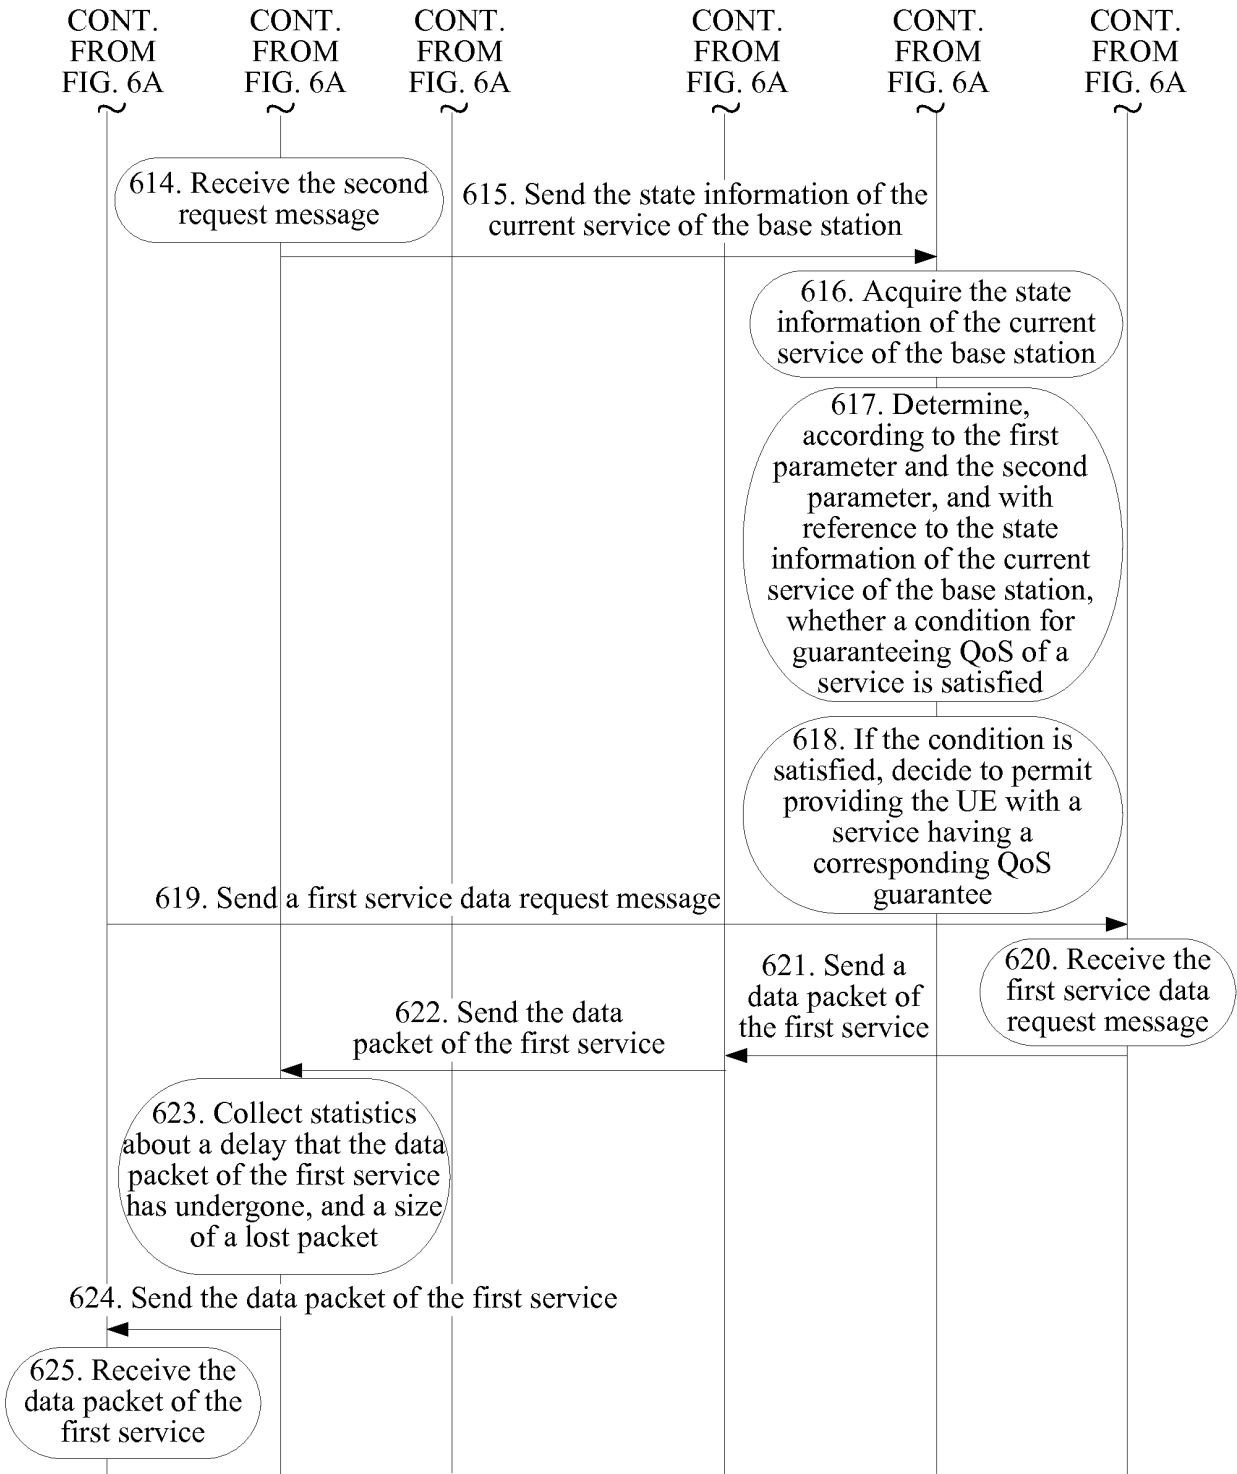 CONT.
FROM
FIG. 6A
CONT.
FROM
FIG. 6A
CONT.
FROM
FIG. 6A
CONT.
FROM
FIG. 6A
CONT.
FROM
FIG. 6A
CONT.
FROM
FIG. 6A
614. Receive the second
request message
615. Send the state information of the
current service of the base station
616. Acquire the state
information of the current
service of the base station
617. Determine,
according to the first
parameter and the second
parameter, and with
reference to the state
information of the current
service of the base station,
whether a condition for
guaranteeing QoS of a
service is satisfied
618. If the condition is
satisfied, decide to permit
providing the UE with a
service having a
corresponding QoS
guarantee
619. Send a first service data request message
620. Receive the
first service data
request message
621. Send a
data packet of
the first service
622. Send the data
packet of the first service
623. Collect statistics
about a delay that the data
packet of the first service
has undergone, and a size
of a lost packet
624. Send the data packet of the first service
625. Receive the
data packet of the
first service